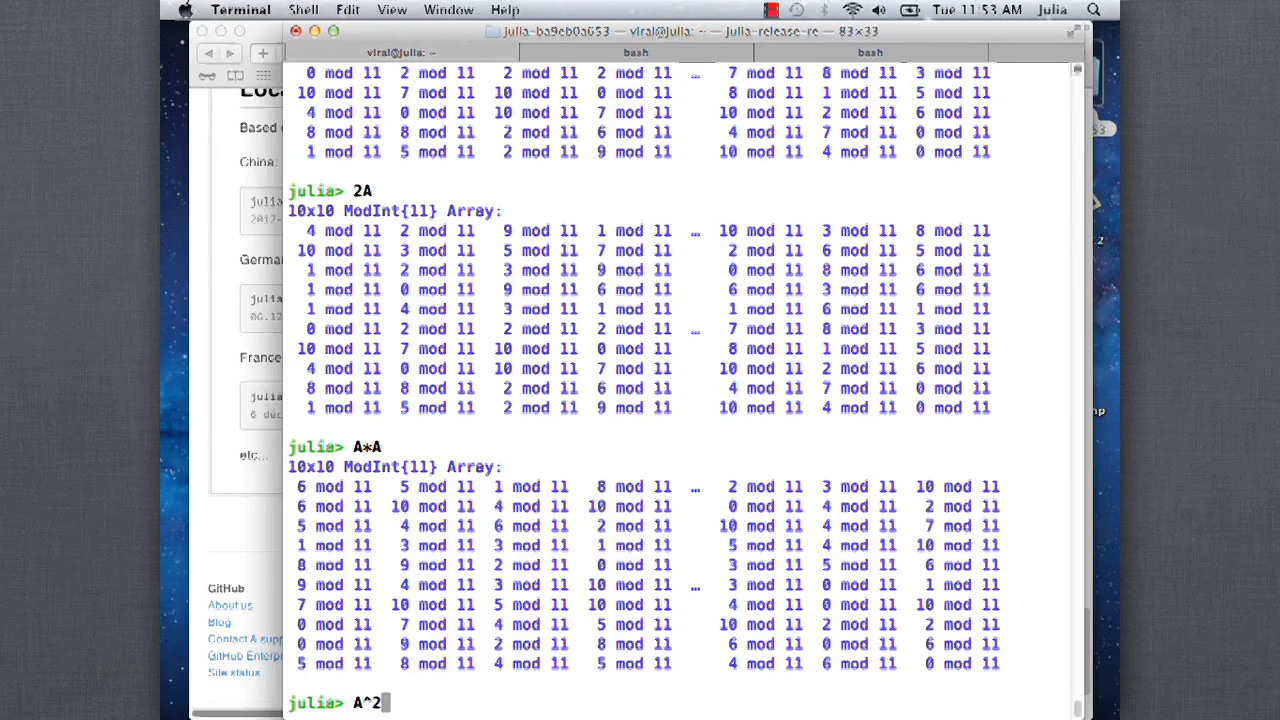 Terminal Shell Edit View Window Help Tue 11:53 AM Julia
julia-ba9eb0a653 — viral@julia: ~ — julia-release-re — 83×33
viral@julia: ~ bash bash
0 mod 11 2 mod 11 2 mod 11 2 mod 11 … 7 mod 11 8 mod 11 3 mod 11
10 mod 11 7 mod 11 10 mod 11 0 mod 11 8 mod 11 1 mod 11 5 mod 11
4 mod 11 0 mod 11 10 mod 11 7 mod 11 10 mod 11 2 mod 11 6 mod 11
8 mod 11 8 mod 11 2 mod 11 6 mod 11 4 mod 11 7 mod 11 0 mod 11
1 mod 11 5 mod 11 2 mod 11 9 mod 11 10 mod 11 4 mod 11 0 mod 11
julia> 2A
10x10 ModInt{11} Array:
4 mod 11 2 mod 11 9 mod 11 1 mod 11 … 10 mod 11 3 mod 11 8 mod 11
10 mod 11 3 mod 11 5 mod 11 7 mod 11 2 mod 11 6 mod 11 5 mod 11
1 mod 11 2 mod 11 3 mod 11 9 mod 11 0 mod 11 8 mod 11 6 mod 11
1 mod 11 0 mod 11 9 mod 11 6 mod 11 6 mod 11 3 mod 11 6 mod 11
1 mod 11 4 mod 11 3 mod 11 1 mod 11 1 mod 11 6 mod 11 1 mod 11
0 mod 11 2 mod 11 2 mod 11 2 mod 11 … 7 mod 11 8 mod 11 3 mod 11
10 mod 11 7 mod 11 10 mod 11 0 mod 11 8 mod 11 1 mod 11 5 mod 11
4 mod 11 0 mod 11 10 mod 11 7 mod 11 10 mod 11 2 mod 11 6 mod 11
8 mod 11 8 mod 11 2 mod 11 6 mod 11 4 mod 11 7 mod 11 0 mod 11
1 mod 11 5 mod 11 2 mod 11 9 mod 11 10 mod 11 4 mod 11 0 mod 11
julia> A*A
10x10 ModInt{11} Array:
6 mod 11 5 mod 11 1 mod 11 8 mod 11 … 2 mod 11 3 mod 11 10 mod 11
6 mod 11 10 mod 11 4 mod 11 10 mod 11 0 mod 11 4 mod 11 2 mod 11
5 mod 11 4 mod 11 6 mod 11 2 mod 11 10 mod 11 4 mod 11 7 mod 11
1 mod 11 3 mod 11 3 mod 11 1 mod 11 5 mod 11 4 mod 11 10 mod 11
8 mod 11 9 mod 11 2 mod 11 0 mod 11 3 mod 11 5 mod 11 6 mod 11
9 mod 11 4 mod 11 3 mod 11 10 mod 11 … 3 mod 11 0 mod 11 1 mod 11
7 mod 11 10 mod 11 5 mod 11 10 mod 11 4 mod 11 0 mod 11 10 mod 11
0 mod 11 7 mod 11 4 mod 11 5 mod 11 10 mod 11 2 mod 11 2 mod 11
0 mod 11 9 mod 11 2 mod 11 8 mod 11 6 mod 11 0 mod 11 6 mod 11
5 mod 11 8 mod 11 4 mod 11 5 mod 11 4 mod 11 6 mod 11 0 mod 11
julia> A^2
Based
China:
julia
2012-
German
julia
06.12
France
julia
6 déc
etc...
GitHub
About us
Blog
Contact & supp
GitHub Enterp
Site status